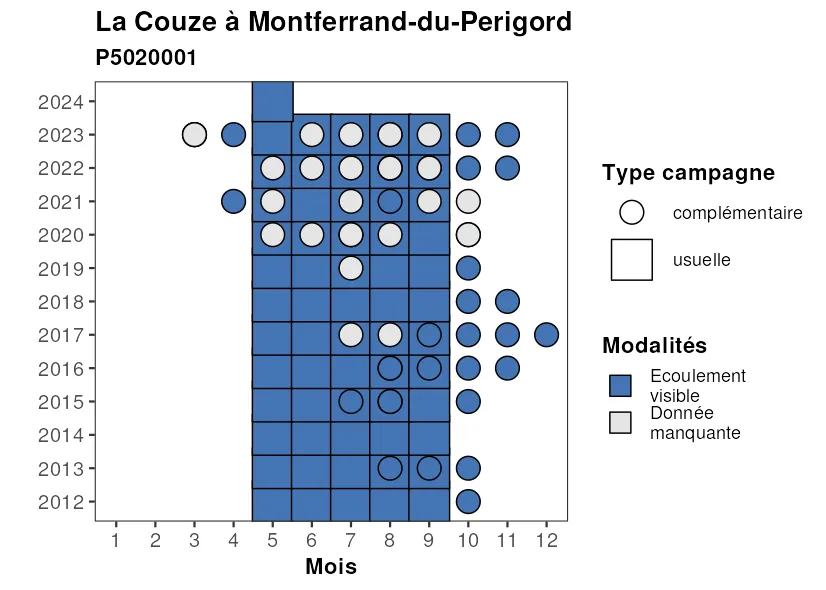 La Couze à Montferrand-du-Perigord
P5020001
2024
2023
2022
2021
2020
2019
2018
2017
2016
2015
2014
2013
2012
1 2 3 4 5 6 7 8 9 10 11 12
Mois
Type campagne
complémentaire
usuelle
Modalités
Ecoulement
visible
Donnée
manquante